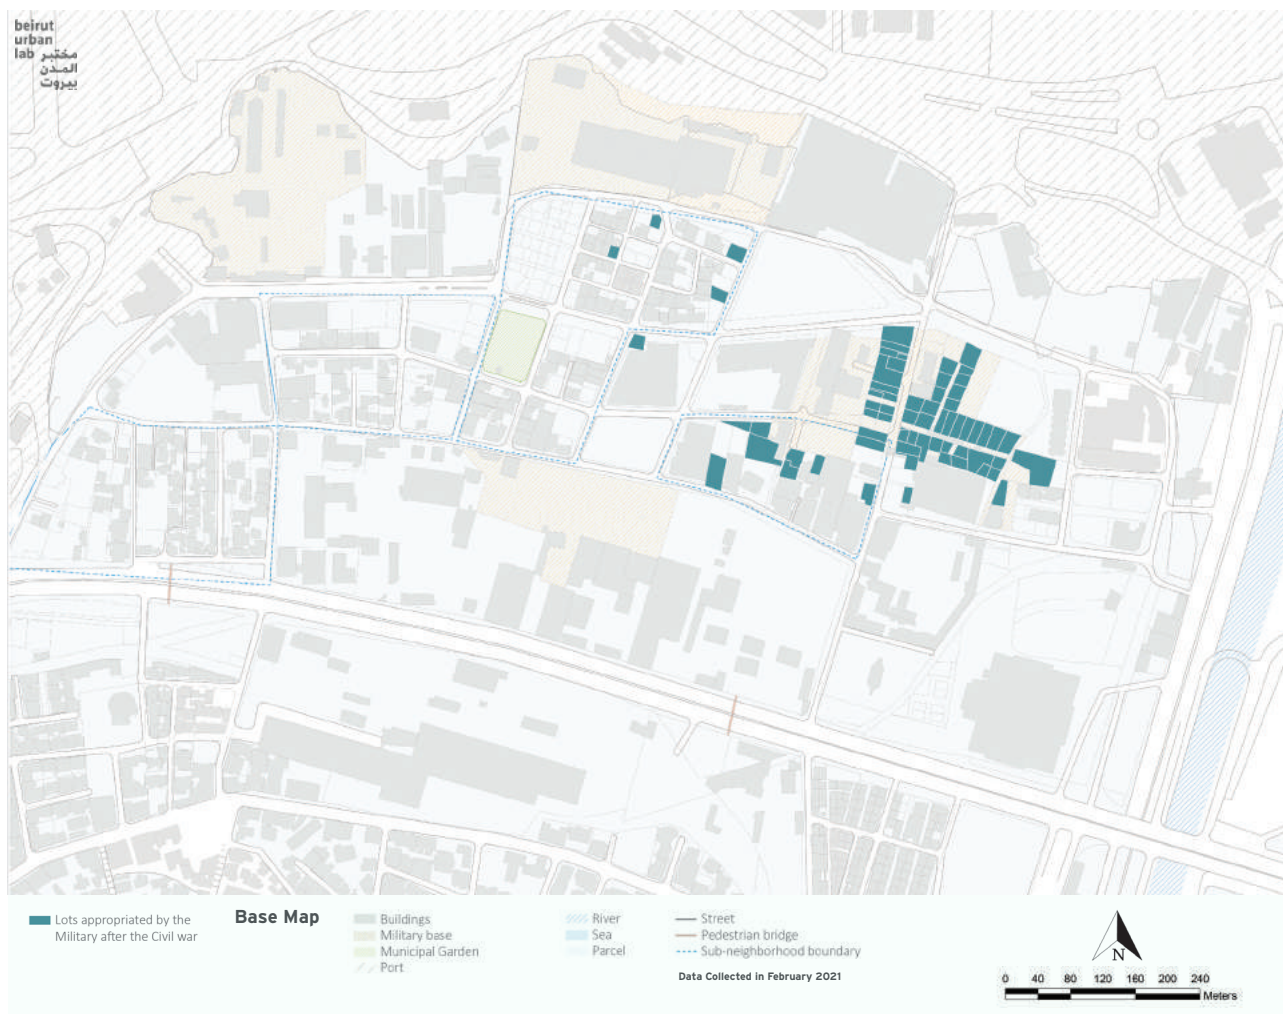 beirut
urban
lab مختبر
المدن
بيروت
Lots appropriated by the
Military after the Civil war
Base Map
Buildings
Military base
Municipal Garden
Port
River
Sea
Parcel
Street
Pedestrian bridge
Sub-neighborhood boundary
Data Collected in February 2021
N
0 40 80 120 160 200 240
Meters